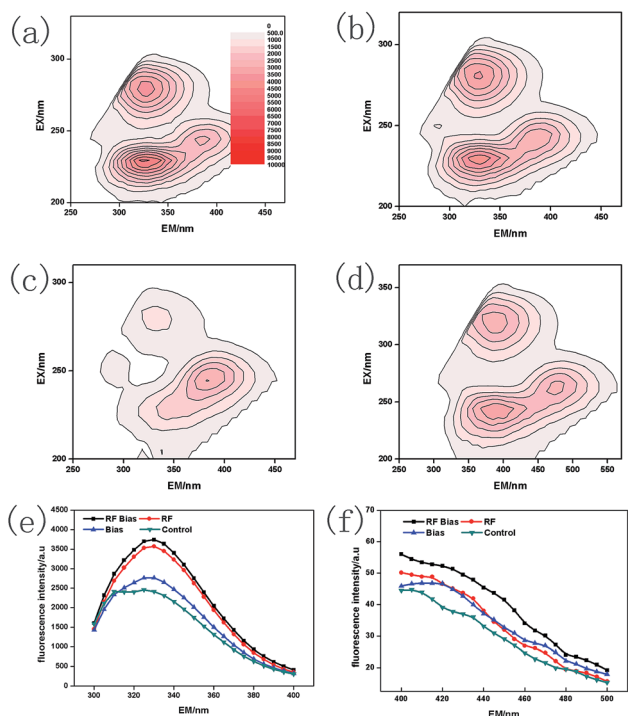 (a)
300
250
200
EX/nm
250 300 350 400 450
EM/nm
0
500.0
1000
1500
2000
2500
3000
3500
4000
4500
5000
5500
6000
6500
7000
7500
8000
8500
9000
9500
10000
(b)
300
250
200
EX/nm
250 300 350 400 450
EM/nm
(c)
300
250
200
EX/nm
250 300 350 400 450
EM/nm
(d)
350
300
250
200
EX/nm
250 300 350 400 450 500 550
EM/nm
(e)
RF Bias RF
Bias Control
4500
4000
3500
3000
2500
2000
1500
1000
500
0
fluorescence intensity/a.u
300 320 340 360 380 400
EM/nm
(f)
RF Bias RF
Bias Control
70
60
50
40
30
20
fluorescence intensity/a.u
400 420 440 460 480 500
EM/nm